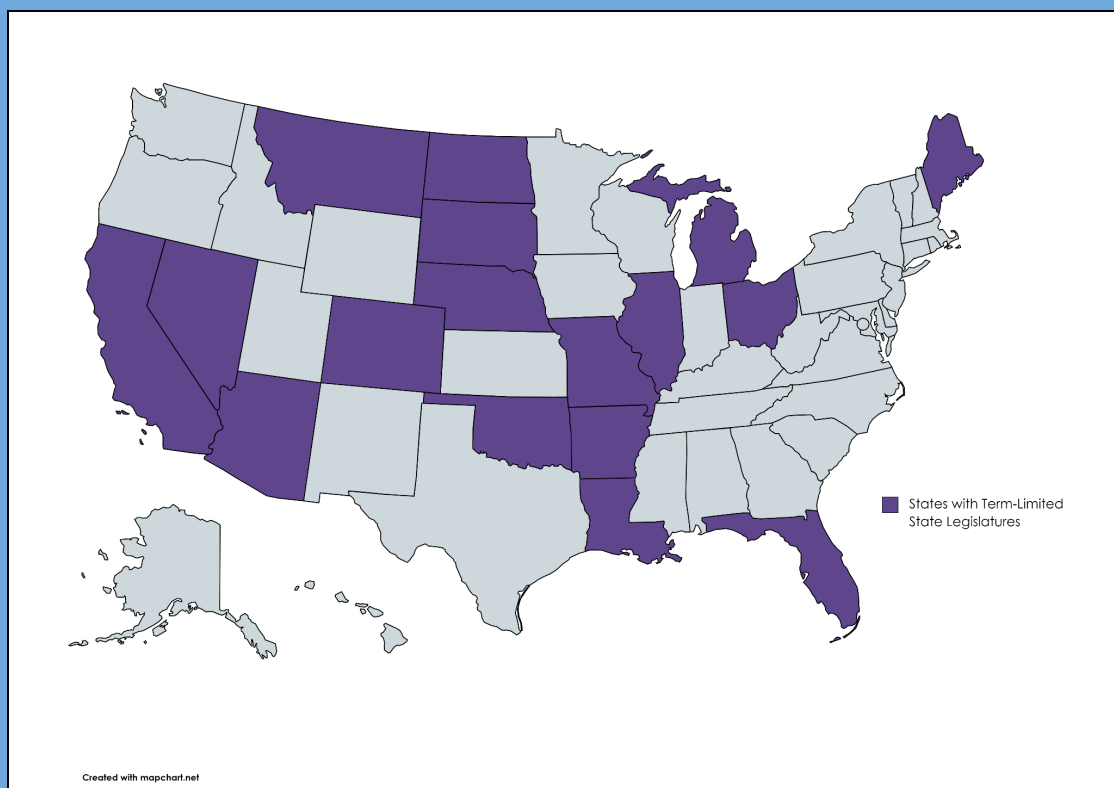 States with Term-Limited
State Legislatures
Created with mapchart.net